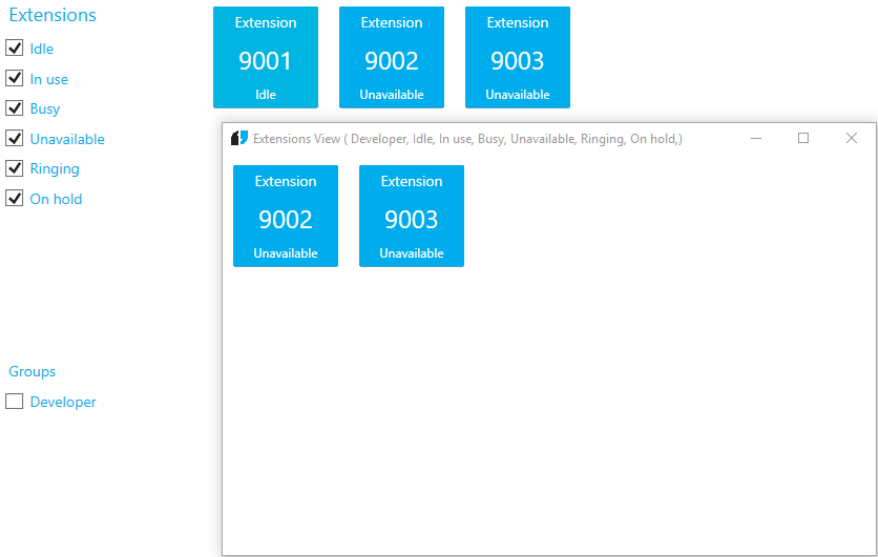 Extensions
Idle
In use
Busy
Unavailable
Ringing
On hold
Groups
Developer
Extension
9001
Idle
Extension
9002
Unavailable
Extension
9003
Unavailable
Extensions View ( Developer, Idle, In use, Busy, Unavailable, Ringing, On hold,)
Extension
9002
Unavailable
Extension
9003
Unavailable